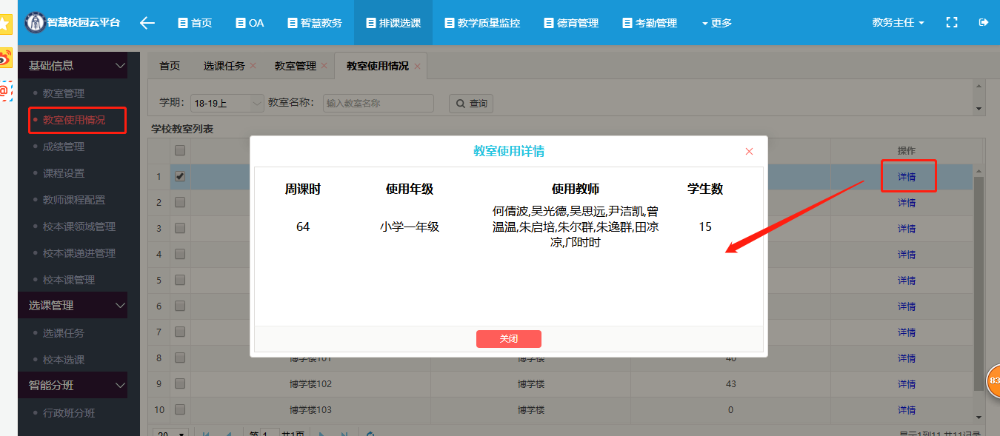 智慧校园云平台 首页 OA 智慧教务 排课选课 教学质量监控 德育管理 考勤管理 更多 教务主任
基础信息
教室管理
教室使用情况
成绩管理
课程设置
教师课程配置
校本课领域管理
校本课递进管理
校本课管理
选课管理
选课任务
校本选课
智能分班
行政班分班
首页 选课任务 教室管理 教室使用情况
学期: 18-19上 教室名称: 输入教室名称 查询
学校教室列表
操作
1 详情
2 详情
3 详情
4 详情
5 详情
6 详情
7 详情
8 博学楼101 博学楼 40 详情
9 博学楼102 博学楼 43 详情
10 博学楼103 博学楼 0 详情
20 第 1 共1页 显示1到11,共11记录
教室使用详情
周课时 使用年级 使用教师 学生数
64 小学一年级 何倩波,吴光德,吴思远,尹洁凯,曾 15
温温,朱启培,朱尔群,朱逸群,田凉
凉,邝时时
关闭
83
@